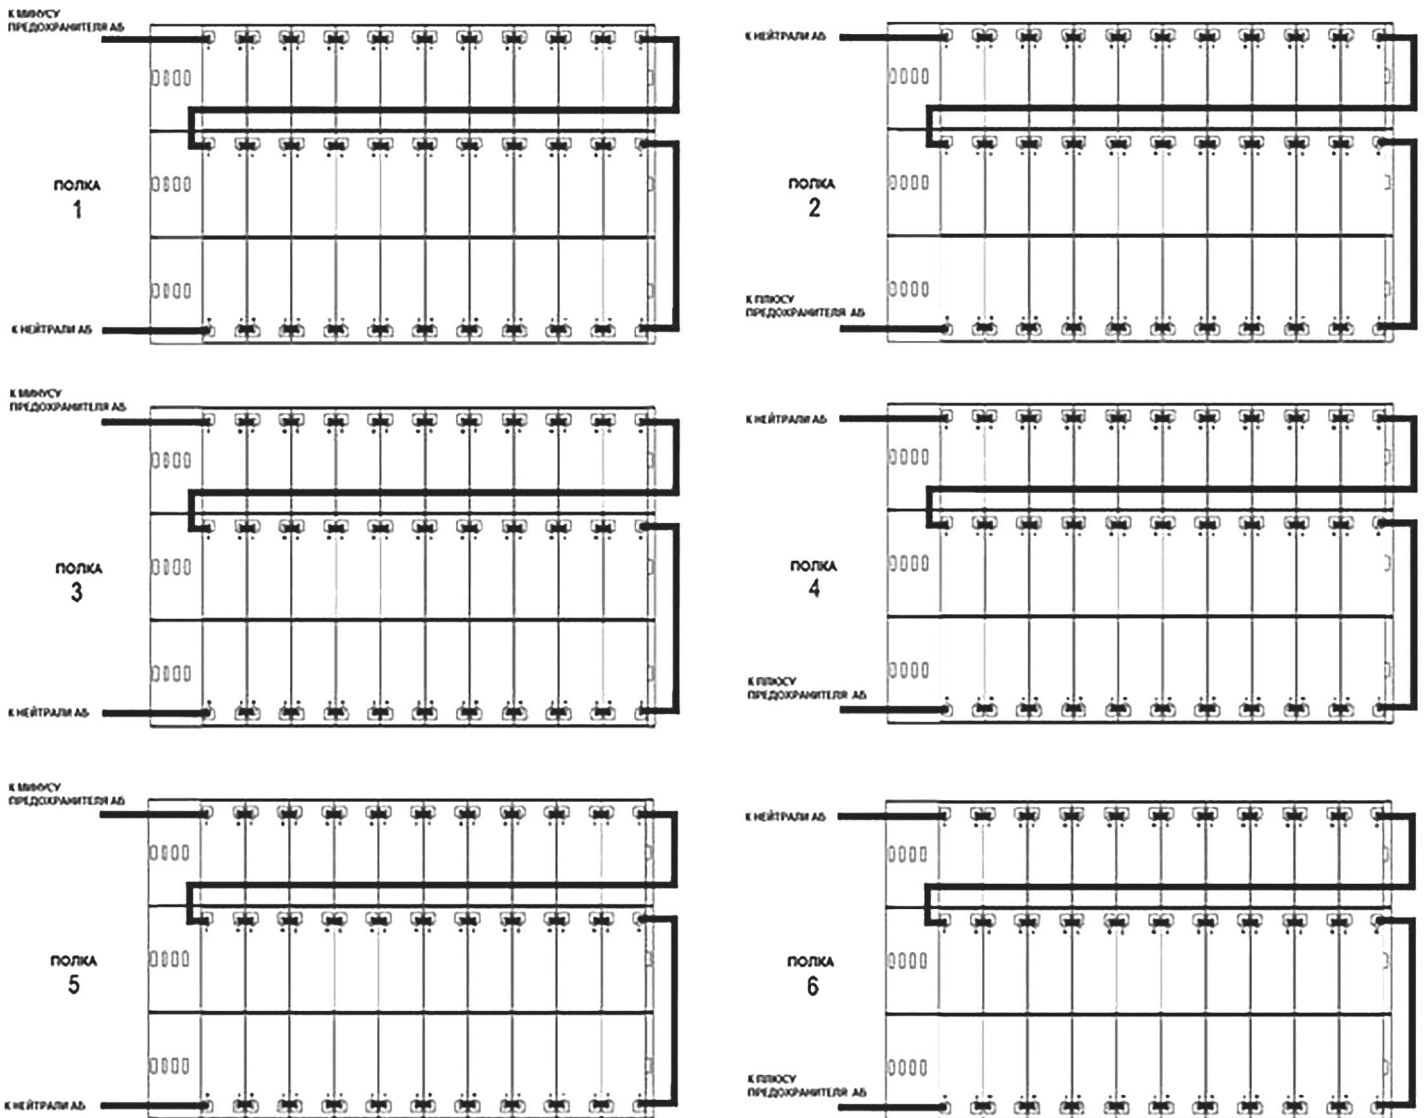 К МИНУСУ
ПРЕДОХРАНИТЕЛЯ АБ
ПОЛКА
1
К НЕЙТРАЛИ АБ
К НЕЙТРАЛИ АБ
ПОЛКА
2
К ПЛЮСУ
ПРЕДОХРАНИТЕЛЯ АБ
К МИНУСУ
ПРЕДОХРАНИТЕЛЯ АБ
ПОЛКА
3
К НЕЙТРАЛИ АБ
К НЕЙТРАЛИ АБ
ПОЛКА
4
К ПЛЮСУ
ПРЕДОХРАНИТЕЛЯ АБ
К МИНУСУ
ПРЕДОХРАНИТЕЛЯ АБ
ПОЛКА
5
К НЕЙТРАЛИ АБ
К НЕЙТРАЛИ АБ
ПОЛКА
6
К ПЛЮСУ
ПРЕДОХРАНИТЕЛЯ АБ